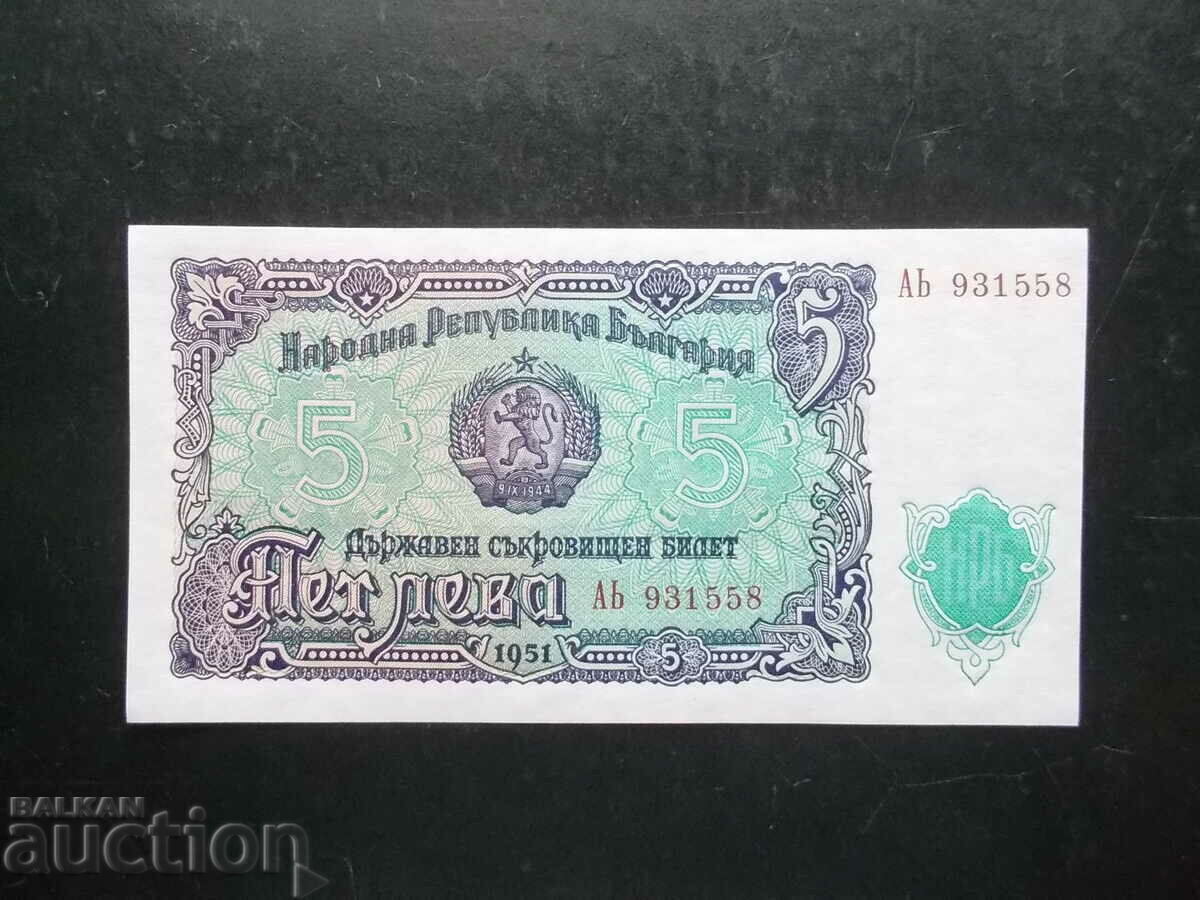 АЬ 931558
5
Народна Република България
5
5
9 IX 1944
Държавен съкровищен билет
Пет лева
АЬ 931558
НРБ
1951
5
BALKAN
auction